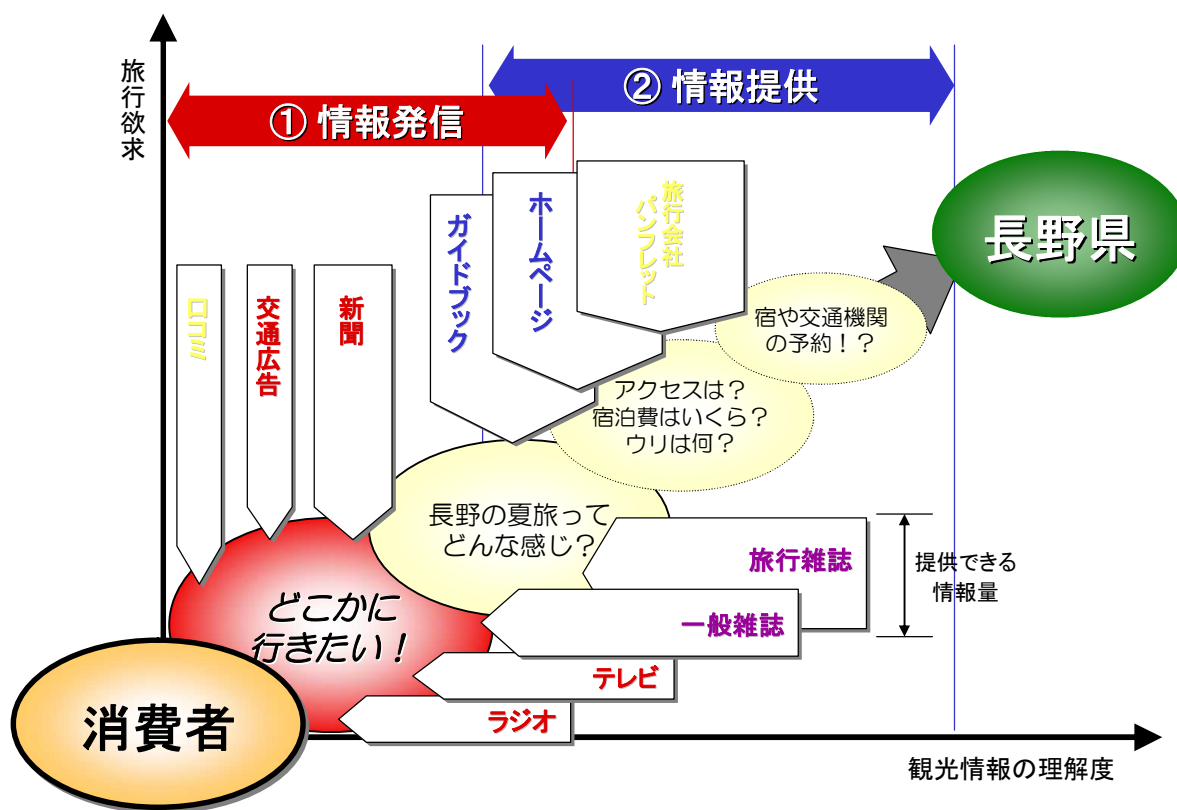 旅行欲求
② 情報提供
① 情報発信
長野県
口コミ
交通広告
新聞
ガイドブック
ホームページ
旅行会社
パンフレット
宿や交通機関
の予約！？
アクセスは？
宿泊費はいくら？
ウリは何？
長野の夏旅って
どんな感じ？
旅行雑誌
提供できる
情報量
一般雑誌
どこかに
行きたい！
テレビ
ラジオ
消費者
観光情報の理解度